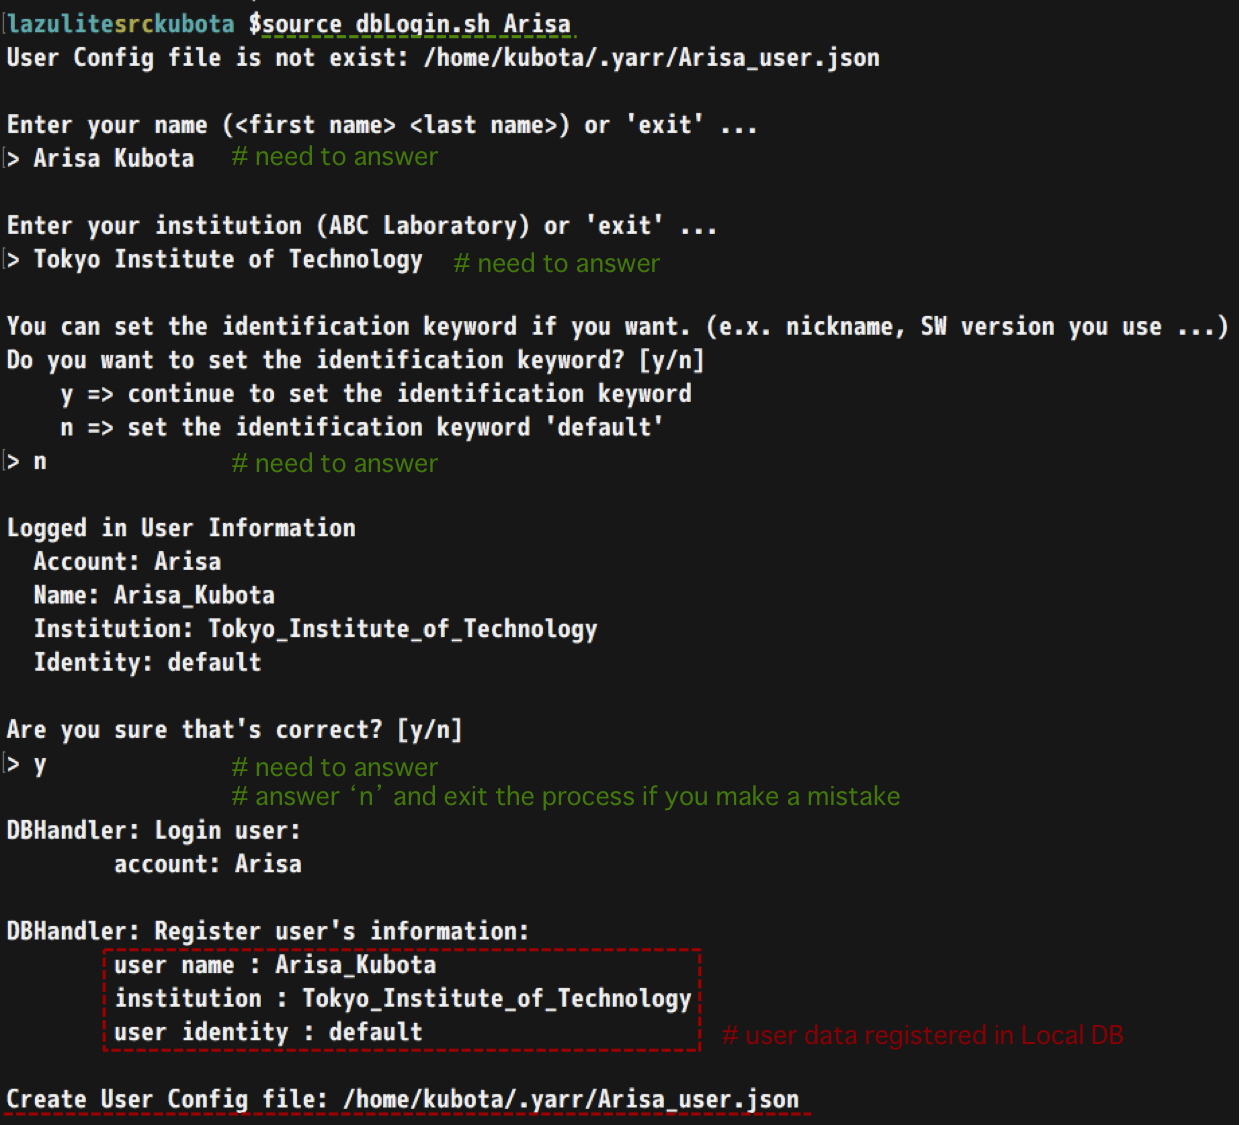 lazulitesrckubota $source dbLogin.sh Arisa
User Config file is not exist: /home/kubota/.yarr/Arisa_user.json
Enter your name (<first name> <last name>) or 'exit' ...
> Arisa Kubota # need to answer
Enter your institution (ABC Laboratory) or 'exit' ...
> Tokyo Institute of Technology # need to answer
You can set the identification keyword if you want. (e.x. nickname, SW version you use ...)
Do you want to set the identification keyword? [y/n]
y => continue to set the identification keyword
n => set the identification keyword 'default'
> n # need to answer
Logged in User Information
Account: Arisa
Name: Arisa_Kubota
Institution: Tokyo_Institute_of_Technology
Identity: default
Are you sure that's correct? [y/n]
> y # need to answer
# answer ‘n’ and exit the process if you make a mistake
DBHandler: Login user:
account: Arisa
DBHandler: Register user's information:
user name : Arisa_Kubota
institution : Tokyo_Institute_of_Technology
user identity : default # user data registered in Local DB
Create User Config file: /home/kubota/.yarr/Arisa_user.json